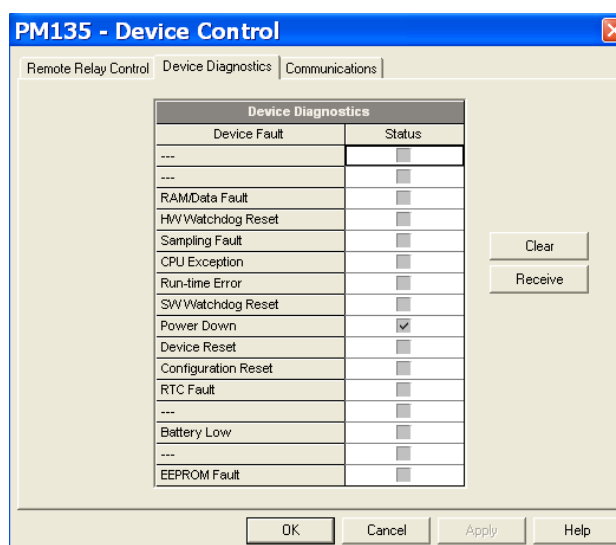 PM135 - Device Control
Remote Relay Control Device Diagnostics Communications
Device Diagnostics
Device Fault Status
---
---
RAM/Data Fault
HW Watchdog Reset
Sampling Fault
CPU Exception
Run-time Error
SW Watchdog Reset
Power Down
Device Reset
Configuration Reset
RTC Fault
---
Battery Low
---
EEPROM Fault
Clear
Receive
OK Cancel Apply Help